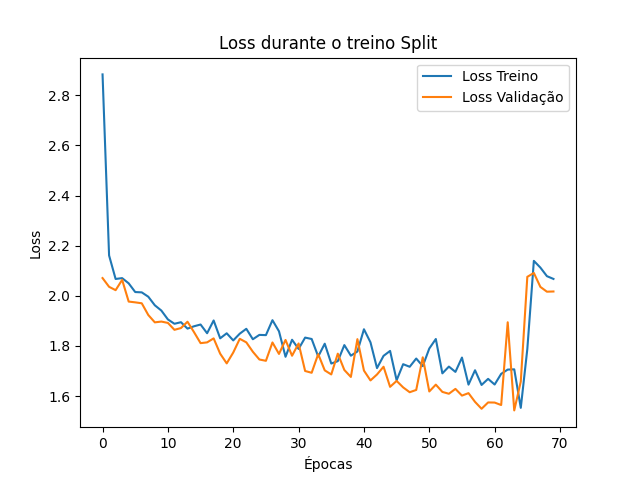 Loss durante o treino Split
Loss Treino
Loss Validação
Loss
2.8
2.6
2.4
2.2
2.0
1.8
1.6
0 10 20 30 40 50 60 70
Épocas